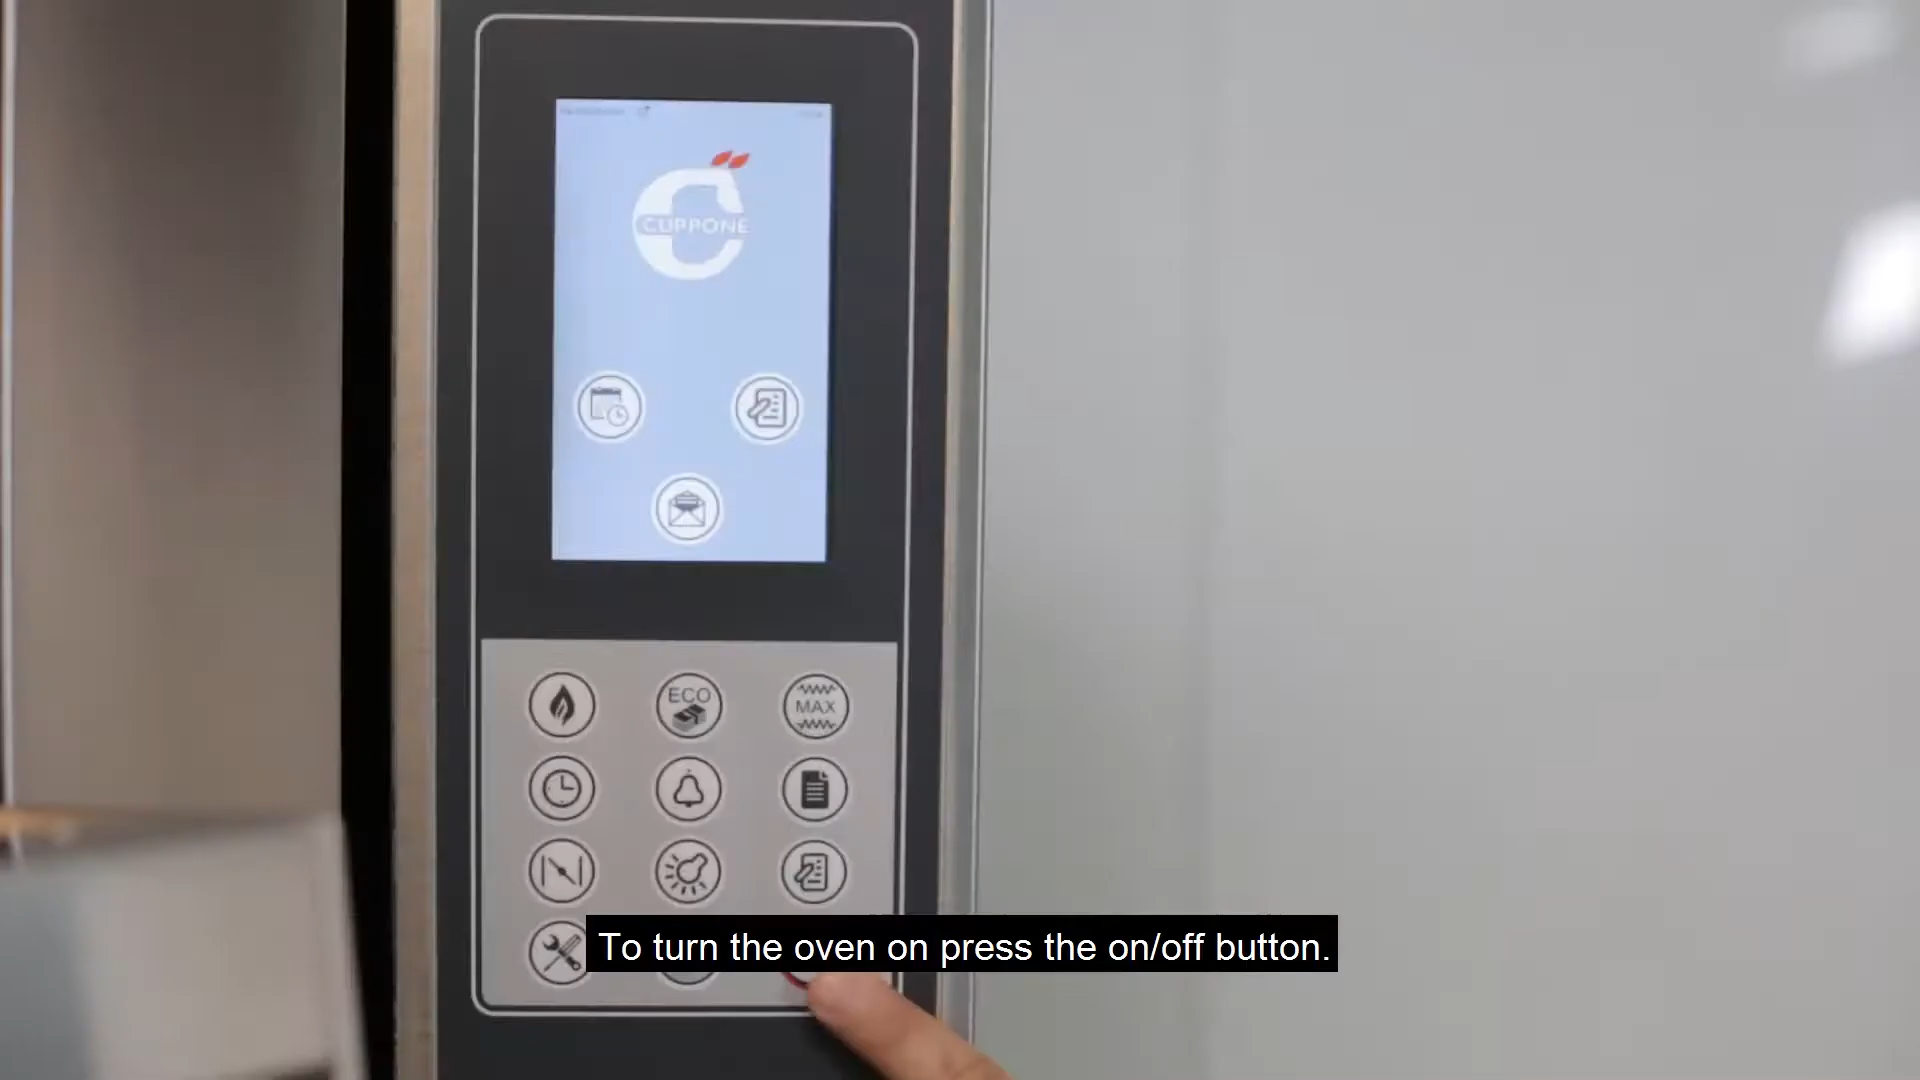 CUPPONE
ECO
MAX
To turn the oven on press the on/off button.